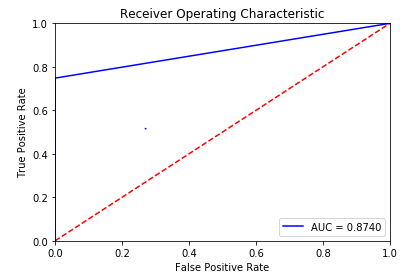 Receiver Operating Characteristic
1.0
0.8
0.6
0.4
0.2
0.0
True Positive Rate
AUC = 0.8740
0.0 0.2 0.4 0.6 0.8 1.0
False Positive Rate